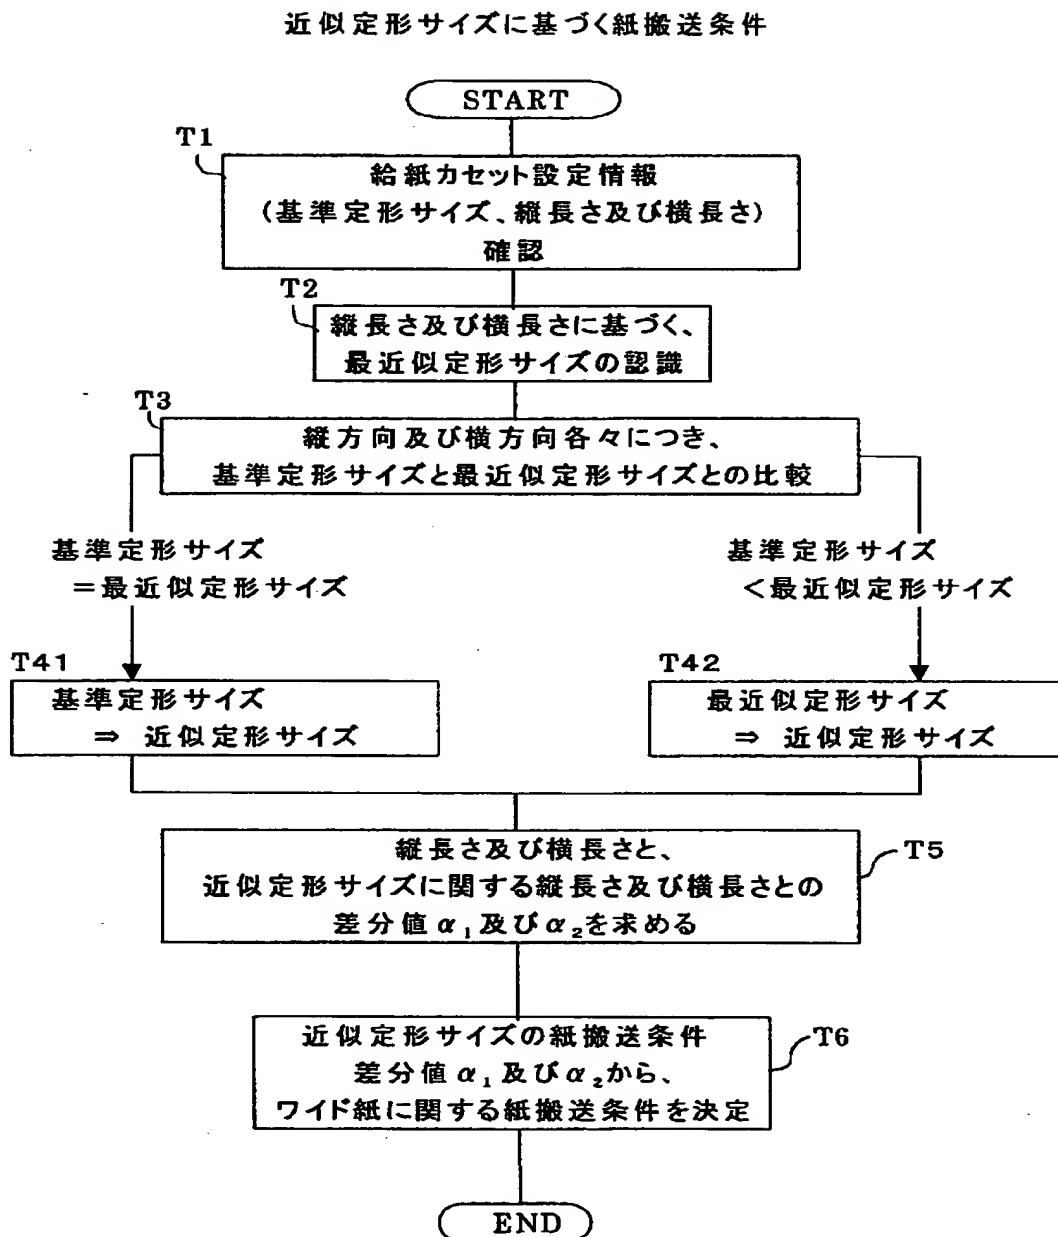 近似定形サイズに基づく紙搬送条件
START
T1
給紙カセット設定情報
(基準定形サイズ、縦長さ及び横長さ)
確認
T2
縦長さ及び横長さに基づく、
最近似定形サイズの認識
T3
縦方向及び横方向各々につき、
基準定形サイズと最近似定形サイズとの比較
基準定形サイズ
=最近似定形サイズ
基準定形サイズ
<最近似定形サイズ
T41
基準定形サイズ
⇒ 近似定形サイズ
T42
最近似定形サイズ
⇒ 近似定形サイズ
T5
縦長さ及び横長さと、
近似定形サイズに関する縦長さ及び横長さとの
差分値α₁及びα₂を求める
T6
近似定形サイズの紙搬送条件
差分値α₁及びα₂から、
ワイド紙に関する紙搬送条件を決定
END